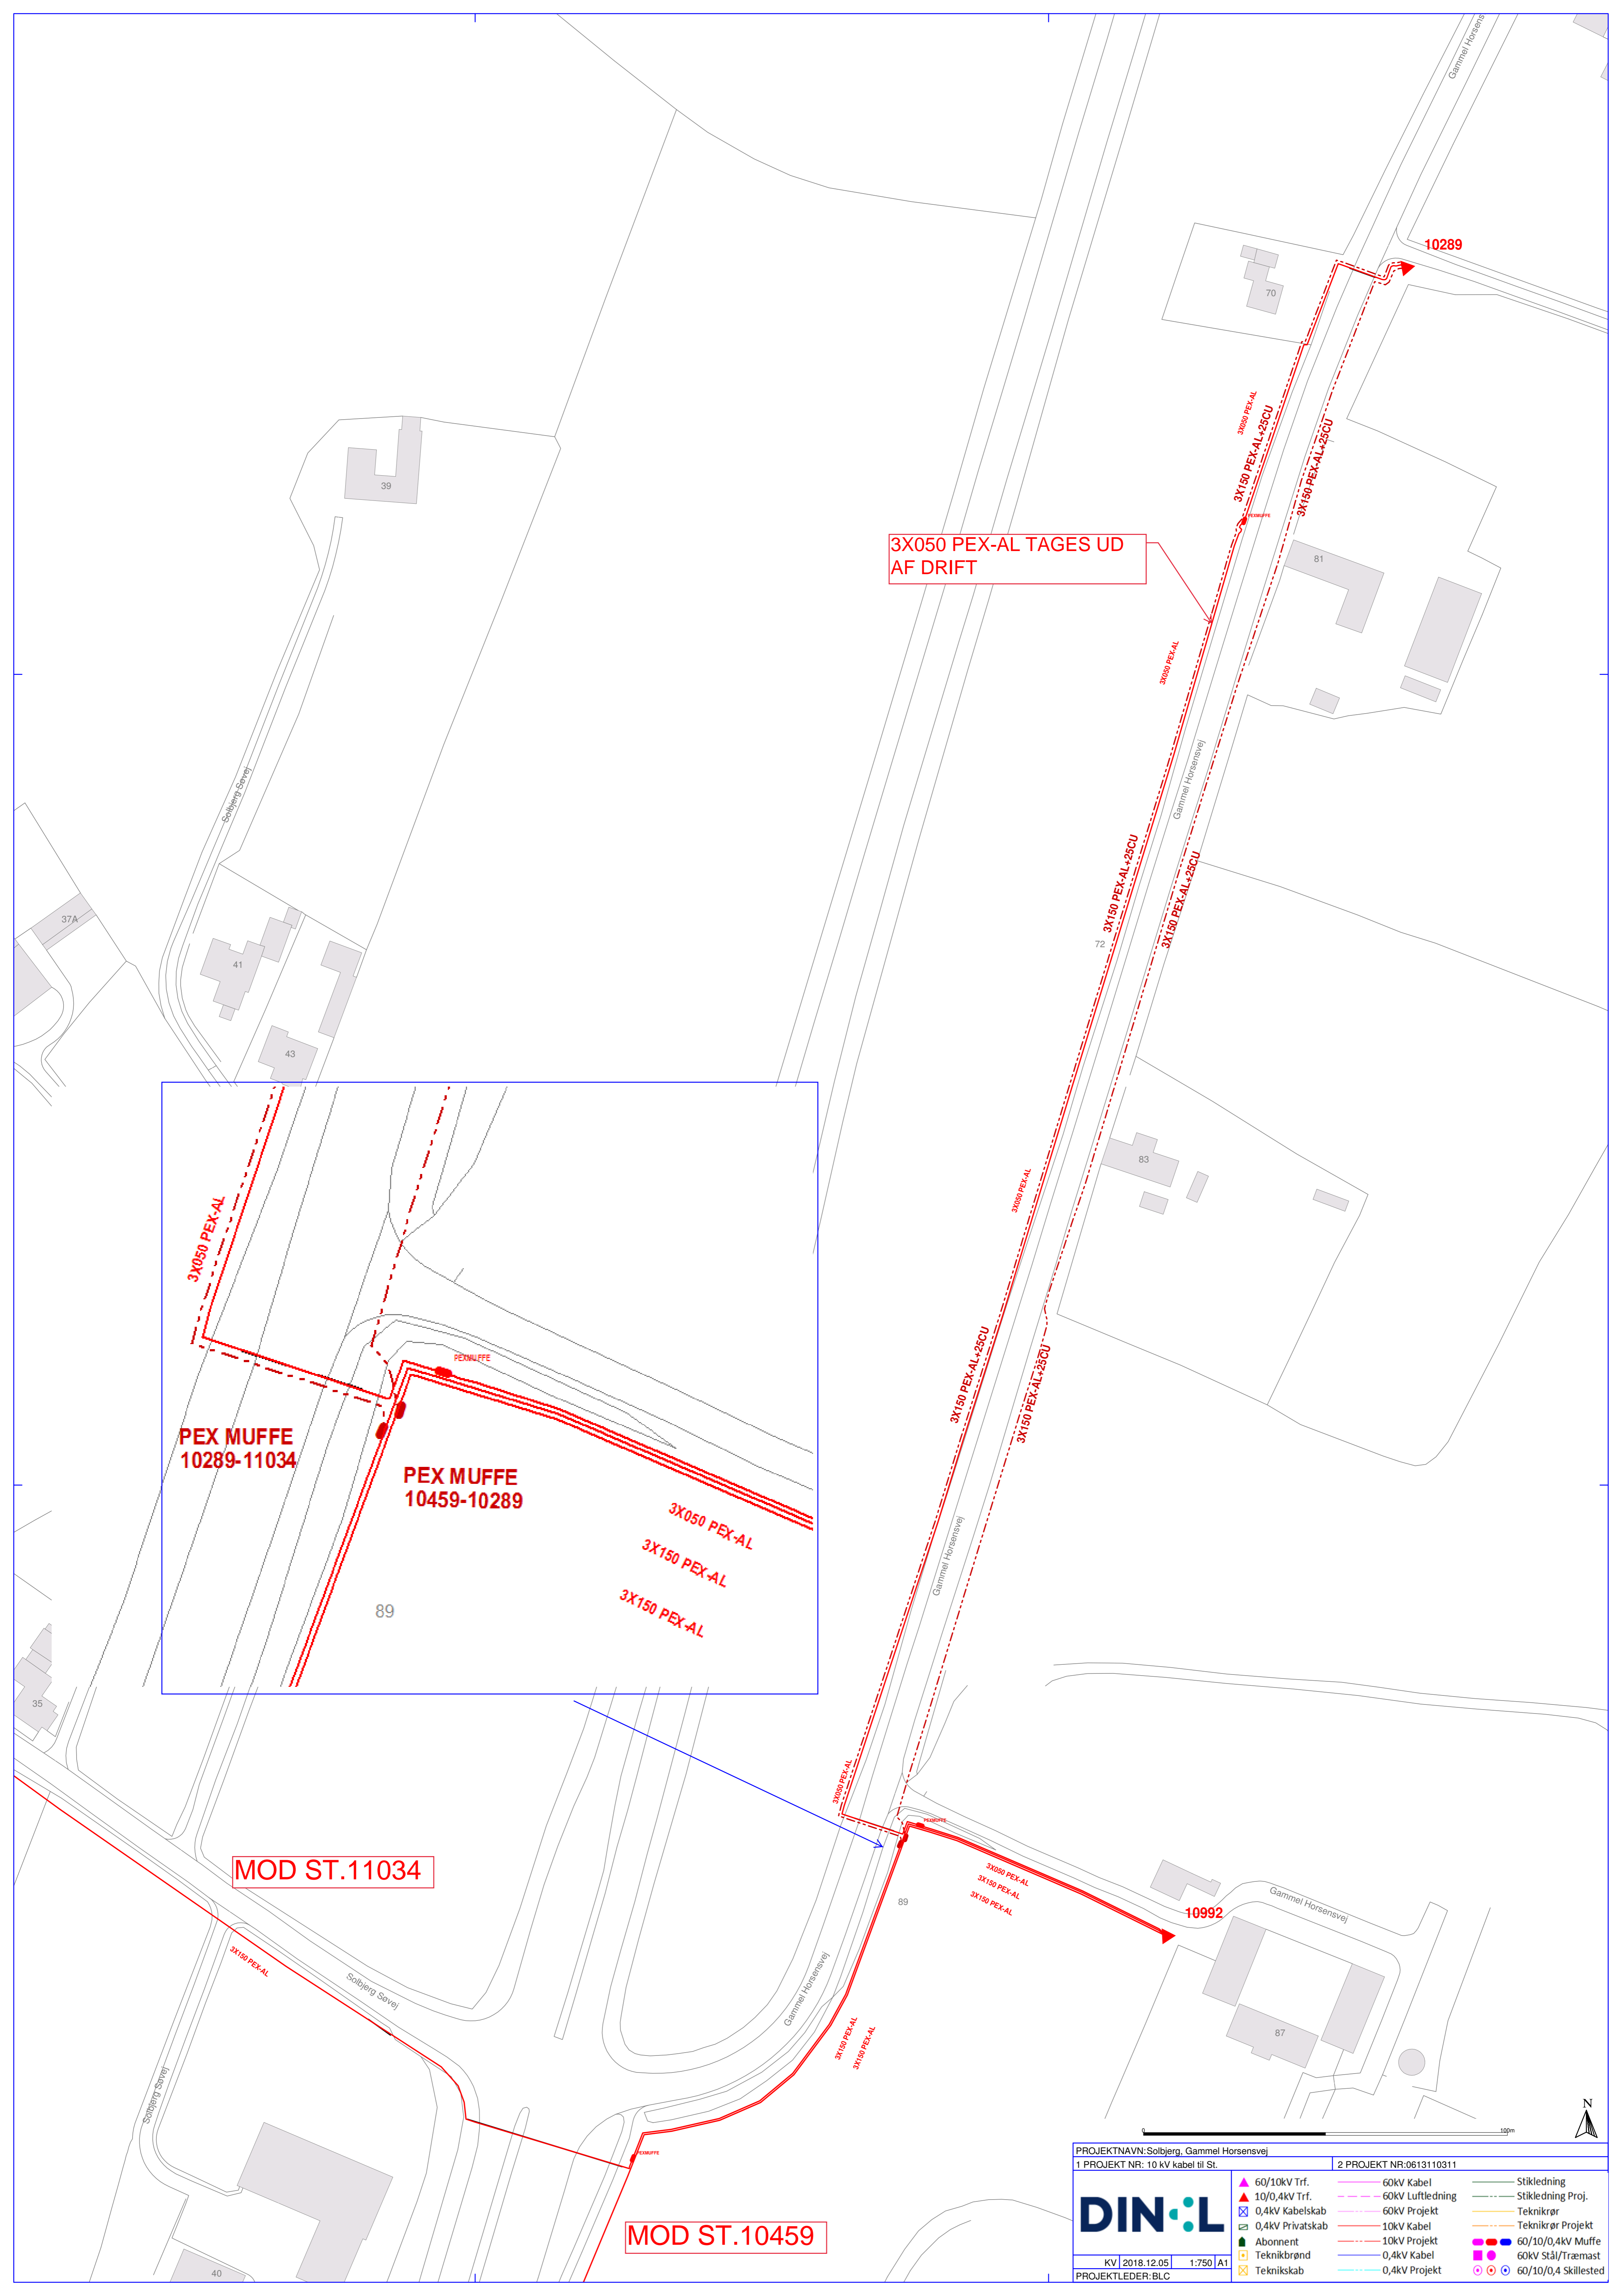 Gammel Horsens
10289
70
3X050 PEX-AL
3X150 PEX-AL+25CU
3X150 PEX-AL+25CU
39
PEXMUFFE
3X050 PEX-AL TAGES UD
AF DRIFT
81
3X050 PEX-AL
Gammel Horsensvej
Solbjerg Søvej
3X150 PEX-AL+25CU
3X150 PEX-AL+25CU
37A
72
41
43
83
3X050 PEX-AL
3X050 PEX-AL
3X150 PEX-AL+25CU
3X150 PEX-AL+25CU
PEXMUFFE
PEX MUFFE
10289-11034
PEX MUFFE
10459-10289
3X050 PEX-AL
3X150 PEX-AL
3X150 PEX-AL
89
Gammel Horsensvej
35
3X050 PEX-AL
PEXMUFFE
MOD ST.11034
3X050 PEX-AL
3X150 PEX-AL
3X150 PEX-AL
89
10992
Gammel Horsensvej
3X150 PEX-AL
Solbjerg Søvej
Gammel Horsensvej
87
3X150 PEX-AL
3X150 PEX-AL
Solbjerg Søvej
PEXMUFFE
MOD ST.10459
40
N
0
100m
PROJEKTNAVN: Solbjerg, Gammel Horsensvej
1 PROJEKT NR: 10 kV kabel til St.
2 PROJEKT NR:0613110311
DINEL
KV 2018.12.05 1:750 A1
PROJEKTLEDER: BLC
60/10kV Trf.
10/0,4kV Trf.
0,4kV Kabelskab
0,4kV Privatskab
Abonnent
Teknikbrønd
Teknikskab
60kV Kabel
60kV Luftledning
60kV Projekt
10kV Kabel
10kV Projekt
0,4kV Kabel
0,4kV Projekt
Stikledning
Stikledning Proj.
Teknikrør
Teknikrør Projekt
60/10/0,4kV Muffe
60kV Stål/Træmast
60/10/0,4 Skillested